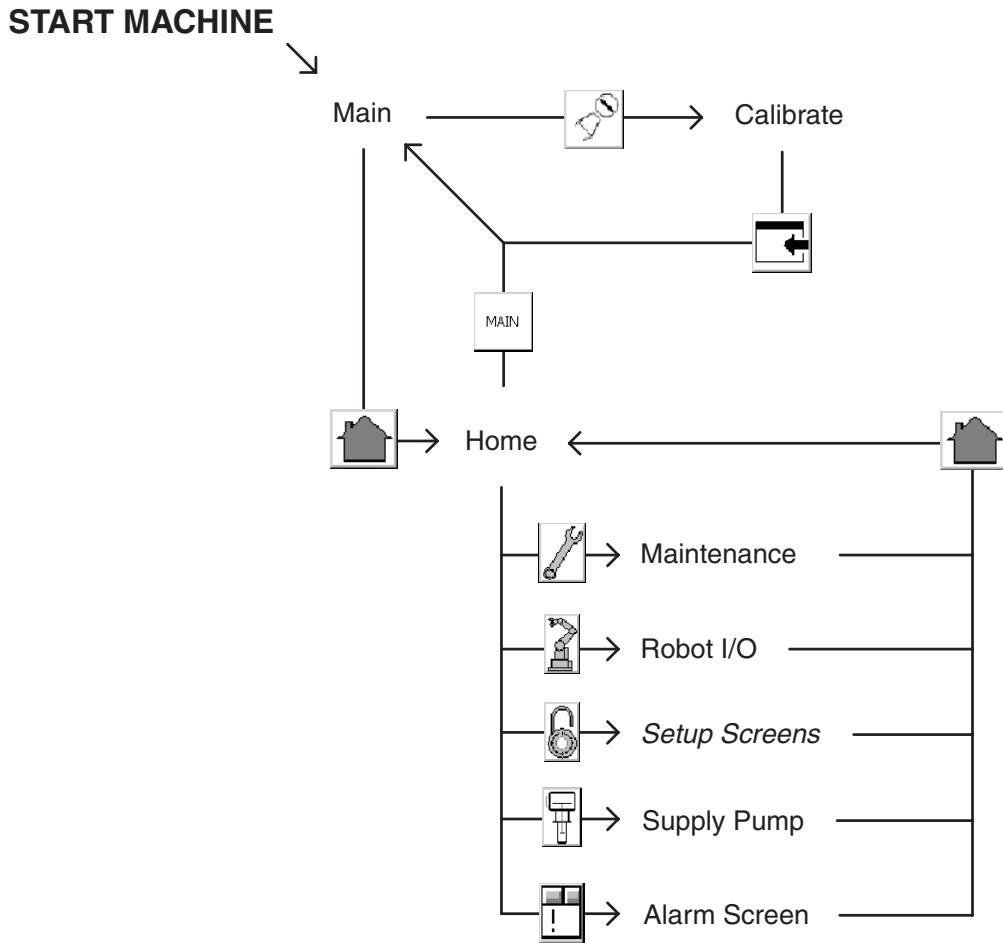 START MACHINE
Main
Calibrate
MAIN
Home
Maintenance
Robot I/O
Setup Screens
Supply Pump
!
Alarm Screen